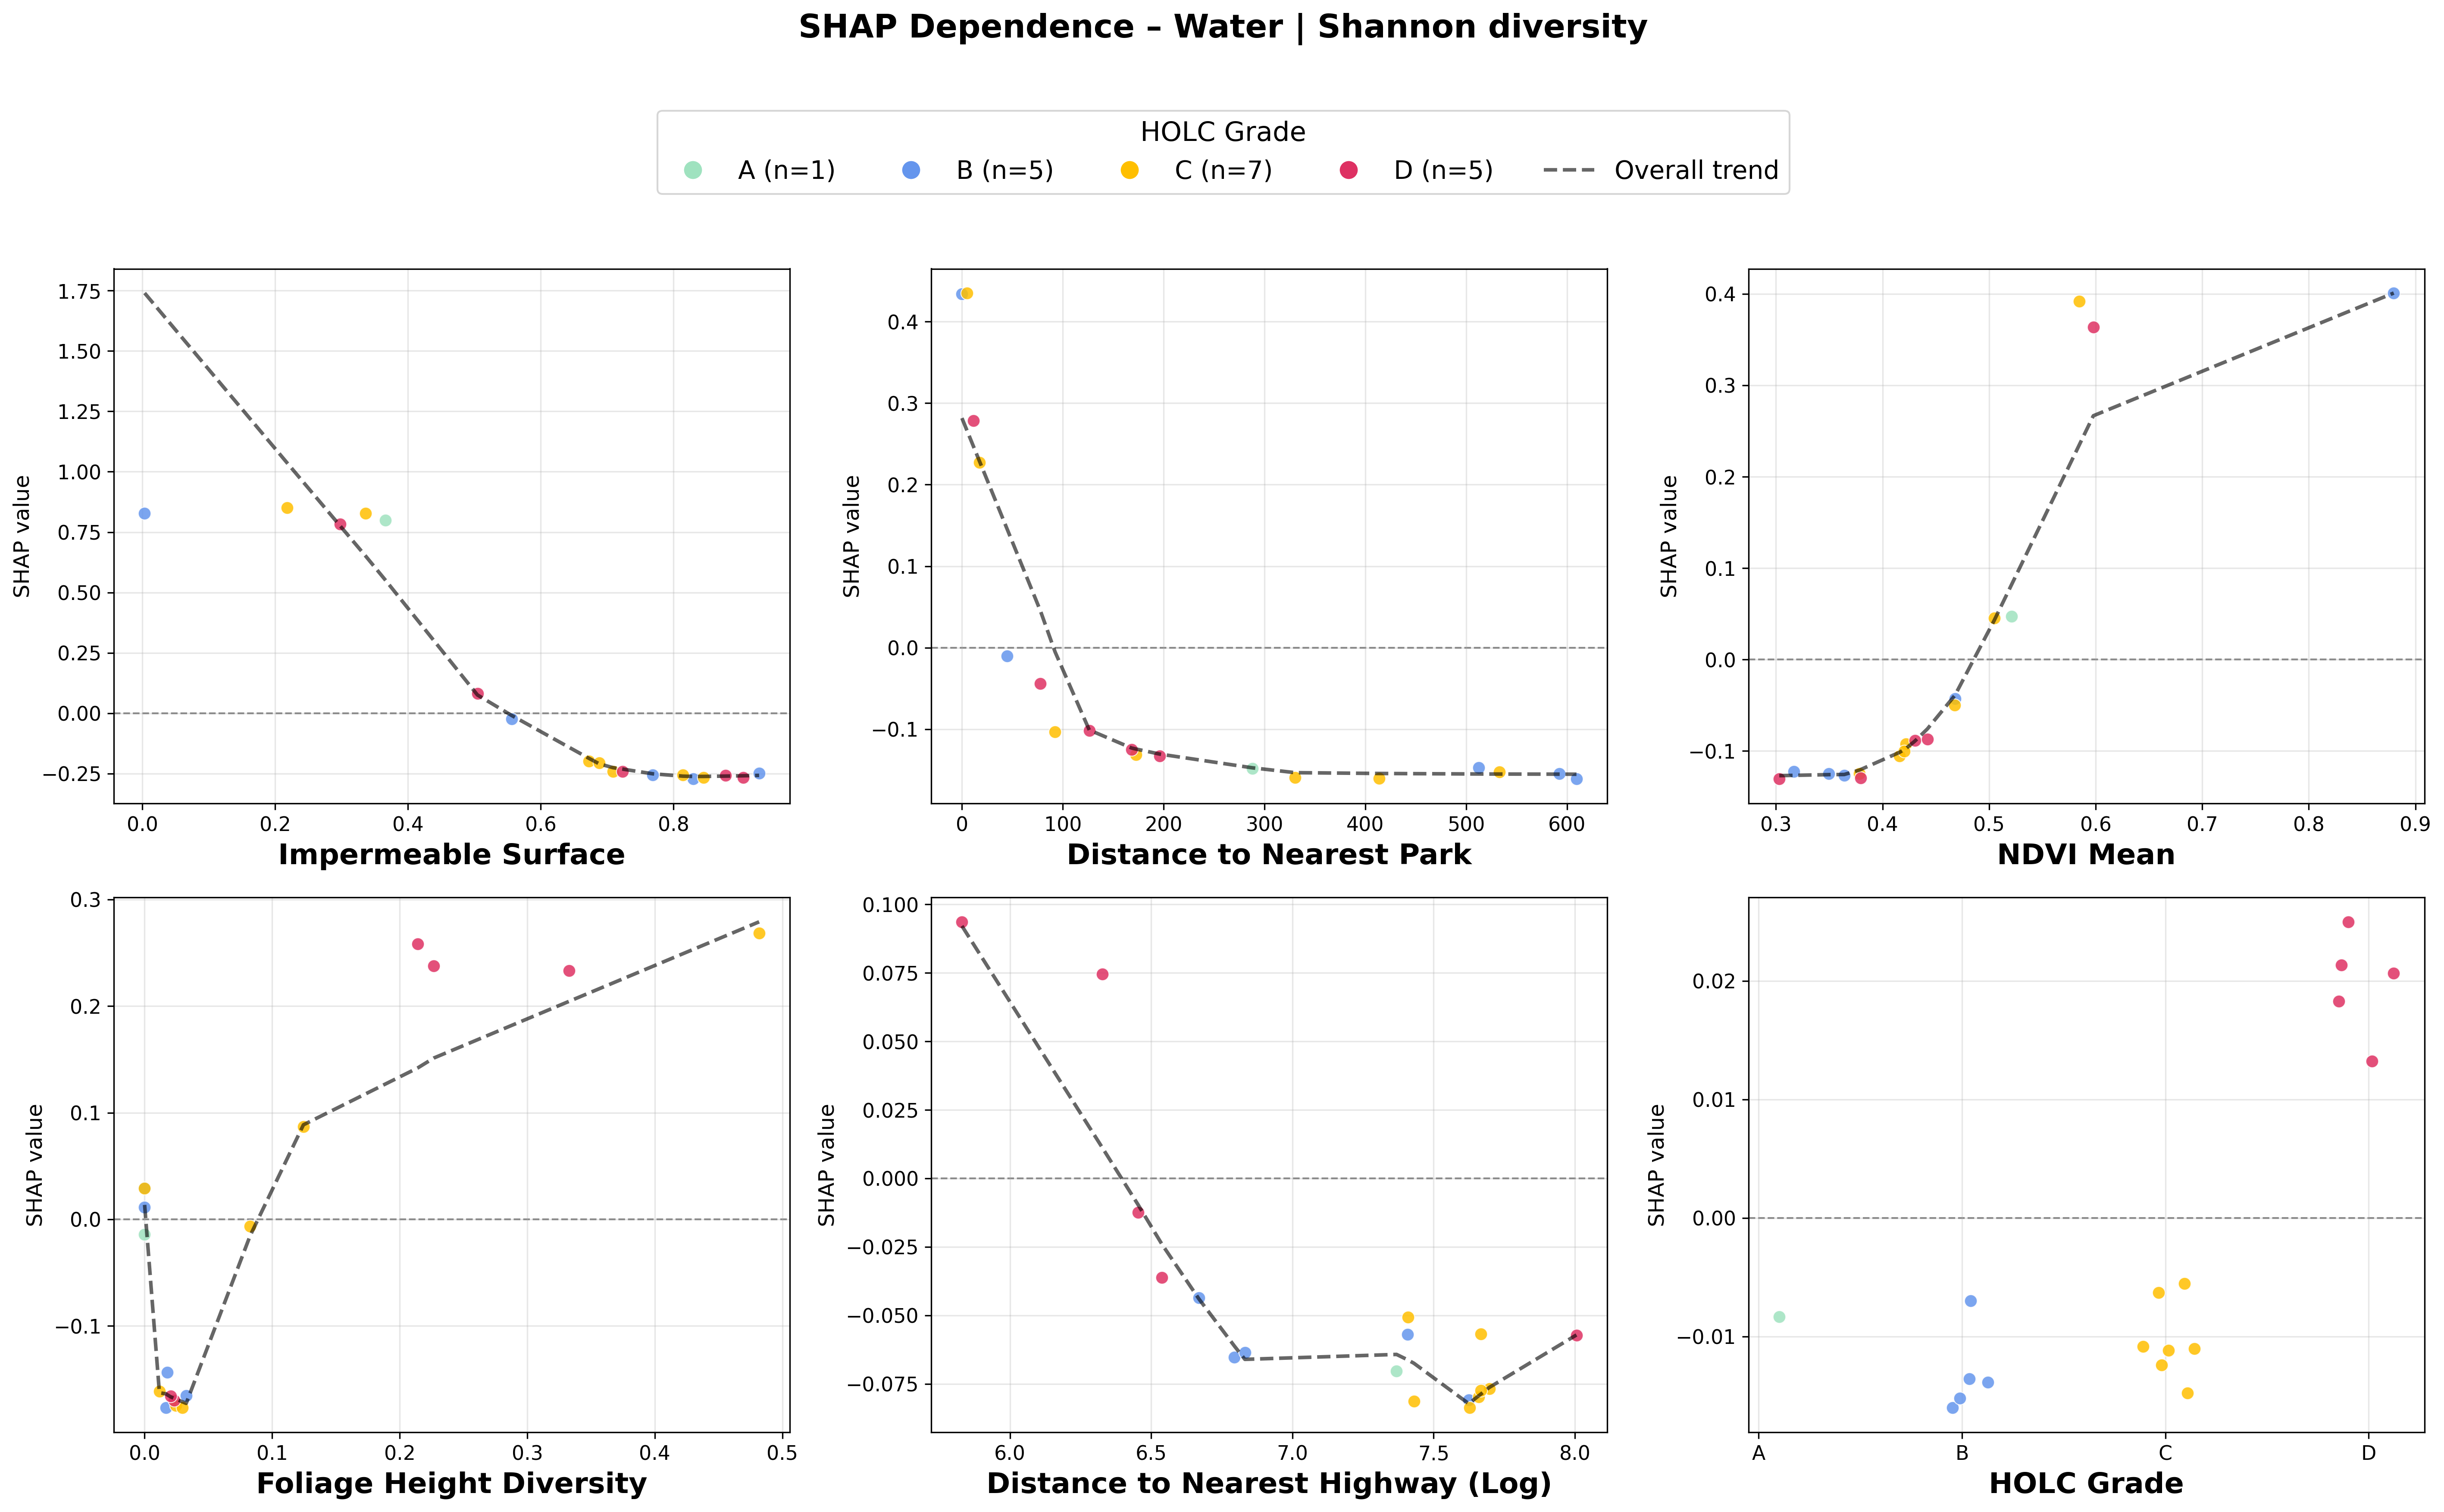 SHAP Dependence – Water | Shannon diversity
HOLC Grade
A (n=1) B (n=5) C (n=7) D (n=5) Overall trend
SHAP value
1.75
1.50
1.25
1.00
0.75
0.50
0.25
0.00
−0.25
0.0 0.2 0.4 0.6 0.8
Impermeable Surface
SHAP value
0.4
0.3
0.2
0.1
0.0
−0.1
0 100 200 300 400 500 600
Distance to Nearest Park
SHAP value
0.4
0.3
0.2
0.1
0.0
−0.1
0.3 0.4 0.5 0.6 0.7 0.8 0.9
NDVI Mean
SHAP value
0.3
0.2
0.1
0.0
−0.1
0.0 0.1 0.2 0.3 0.4 0.5
Foliage Height Diversity
SHAP value
0.100
0.075
0.050
0.025
0.000
−0.025
−0.050
−0.075
6.0 6.5 7.0 7.5 8.0
Distance to Nearest Highway (Log)
SHAP value
0.02
0.01
0.00
−0.01
A B C D
HOLC Grade